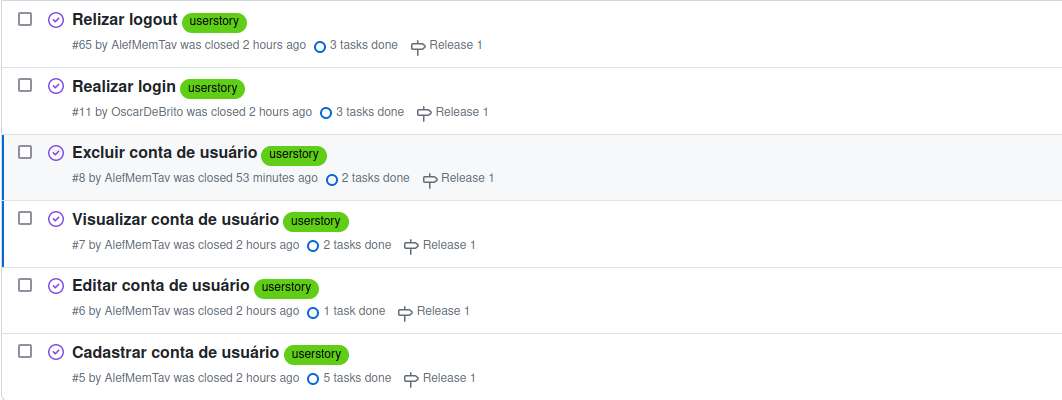 Relizar logout userstory
#65 by AlefMemTav was closed 2 hours ago 3 tasks done Release 1
Realizar login userstory
#11 by OscarDeBrito was closed 2 hours ago 3 tasks done Release 1
Excluir conta de usuário userstory
#8 by AlefMemTav was closed 53 minutes ago 2 tasks done Release 1
Visualizar conta de usuário userstory
#7 by AlefMemTav was closed 2 hours ago 2 tasks done Release 1
Editar conta de usuário userstory
#6 by AlefMemTav was closed 2 hours ago 1 task done Release 1
Cadastrar conta de usuário userstory
#5 by AlefMemTav was closed 2 hours ago 5 tasks done Release 1